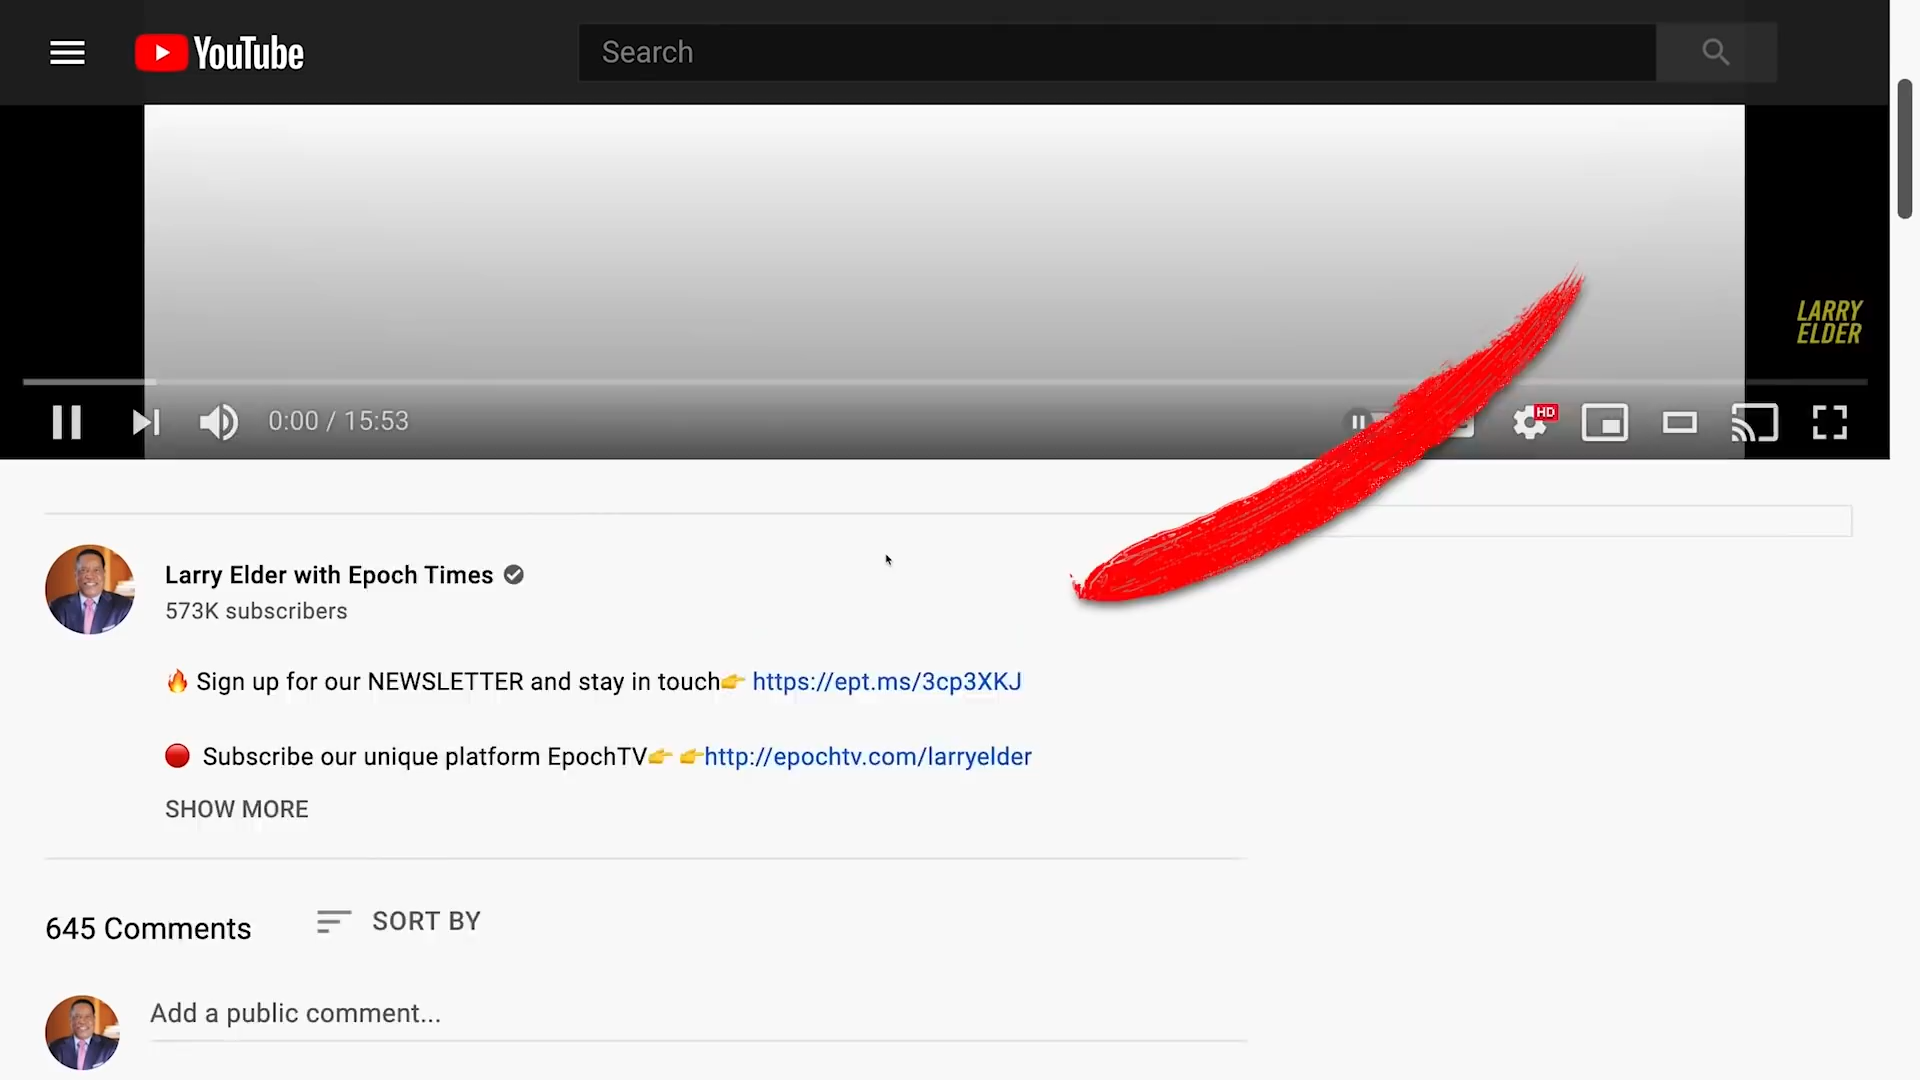 YouTube
Search
LARRY
ELDER
0:00 / 15:53
HD
Larry Elder with Epoch Times
573K subscribers
🔥 Sign up for our NEWSLETTER and stay in touch👉 https://ept.ms/3cp3XKJ
🔴 Subscribe our unique platform EpochTV👉 👉http://epochtv.com/larryelder
SHOW MORE
645 Comments
SORT BY
Add a public comment...